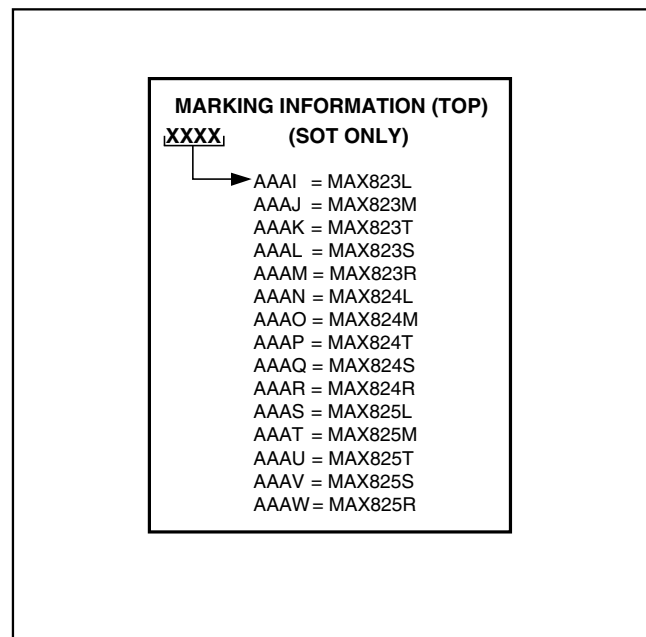 MARKING INFORMATION (TOP)
XXXX (SOT ONLY)
AAAI = MAX823L
AAAJ = MAX823M
AAAK = MAX823T
AAAL = MAX823S
AAAM = MAX823R
AAAN = MAX824L
AAAO = MAX824M
AAAP = MAX824T
AAAQ = MAX824S
AAAR = MAX824R
AAAS = MAX825L
AAAT = MAX825M
AAAU = MAX825T
AAAV = MAX825S
AAAW = MAX825R